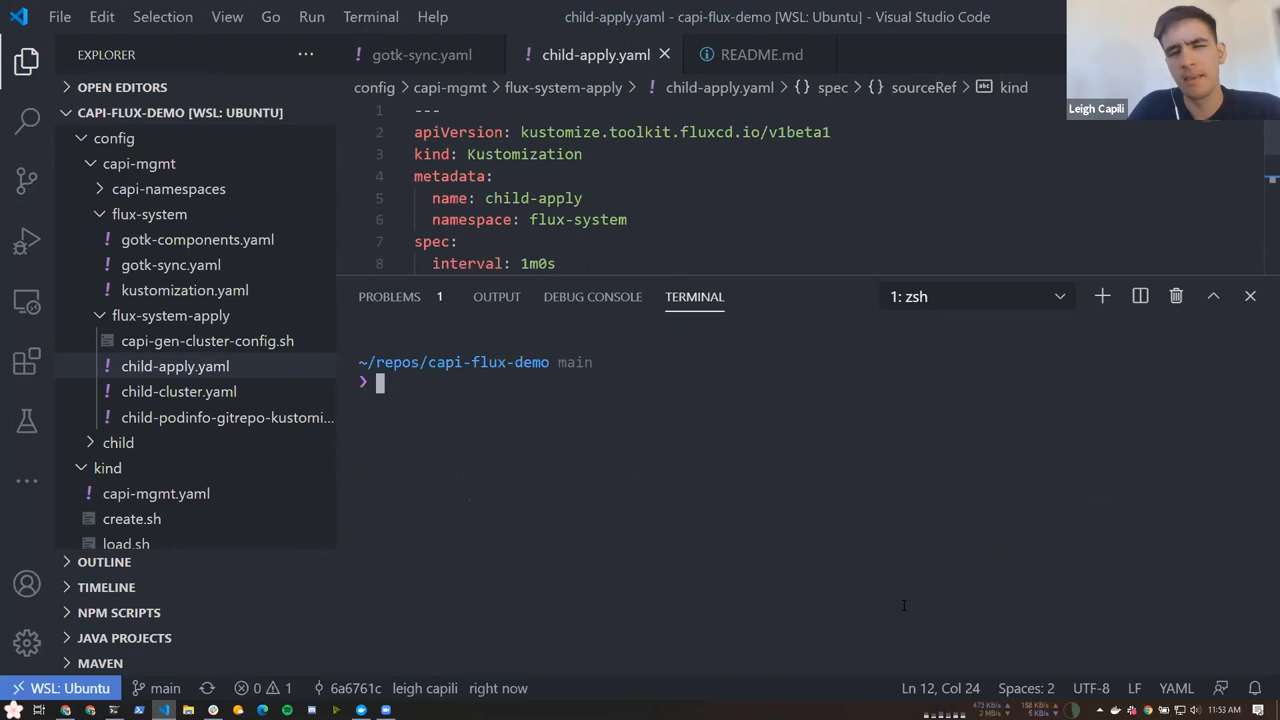 File Edit Selection View Go Run Terminal Help child-apply.yaml - capi-flux-demo [WSL: Ubuntu] - Visual Studio Code
EXPLORER
gotk-sync.yaml
child-apply.yaml
README.md
Leigh Capili
config
capi-mgmt
flux-system-apply
child-apply.yaml
{} spec
{} sourceRef
abc kind
OPEN EDITORS
CAPI-FLUX-DEMO [WSL: UBUNTU]
config
capi-mgmt
capi-namespaces
flux-system
gotk-components.yaml
gotk-sync.yaml
kustomization.yaml
flux-system-apply
capi-gen-cluster-config.sh
child-apply.yaml
child-cluster.yaml
child-podinfo-gitrepo-kustomi...
child
kind
capi-mgmt.yaml
create.sh
load.sh
OUTLINE
TIMELINE
NPM SCRIPTS
JAVA PROJECTS
MAVEN
1 ---
2 apiVersion: kustomize.toolkit.fluxcd.io/v1beta1
3 kind: Kustomization
4 metadata:
5 name: child-apply
6 namespace: flux-system
7 spec:
8 interval: 1m0s
PROBLEMS 1 OUTPUT DEBUG CONSOLE TERMINAL 1: zsh
~/repos/capi-flux-demo main
❯
WSL: Ubuntu main 0 1 6a6761c leigh capili right now Ln 12, Col 24 Spaces: 2 UTF-8 LF YAML
11:53 AM